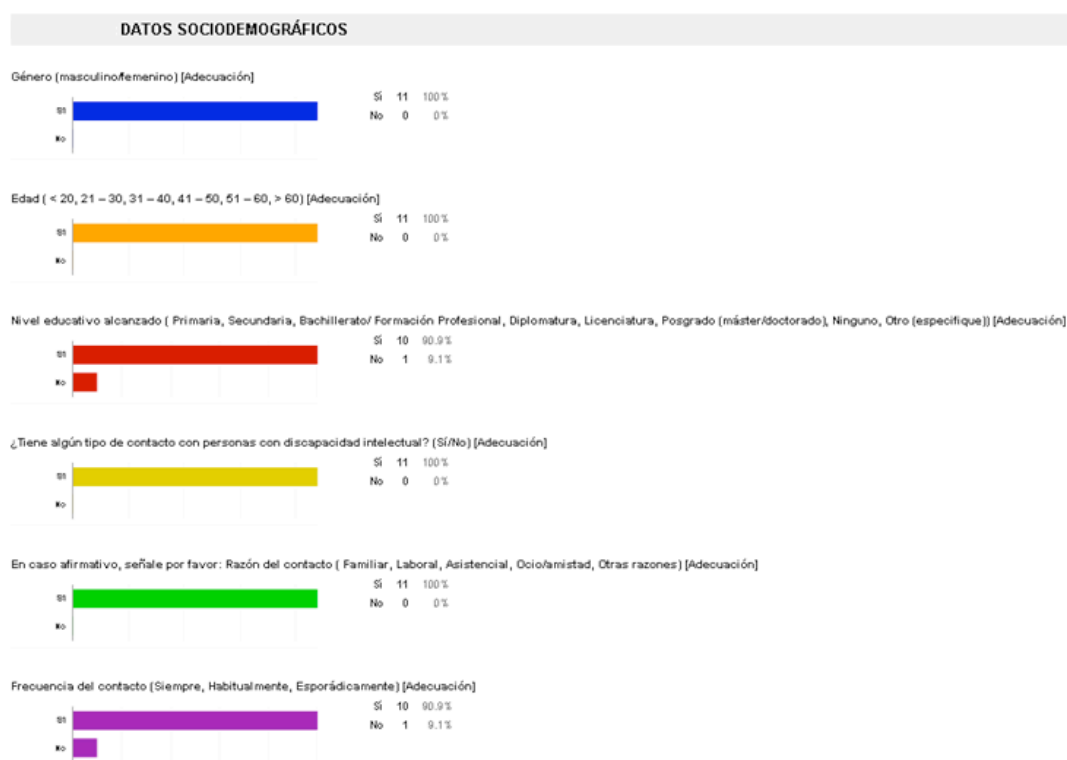 DATOS SOCIODEMOGRÁFICOS
Género (masculino/femenino) [Adecuación]
Sí
No
Sí 11 100%
No 0 0%
Edad ( < 20, 21 – 30, 31 – 40, 41 – 50, 51 – 60, > 60) [Adecuación]
Sí
No
Sí 11 100%
No 0 0%
Nivel educativo alcanzado ( Primaria, Secundaria, Bachillerato/ Formación Profesional, Diplomatura, Licenciatura, Posgrado (máster/doctorado), Ninguno, Otro (especifique)) [Adecuación]
Sí
No
Sí 10 90.9%
No 1 9.1%
¿Tiene algún tipo de contacto con personas con discapacidad intelectual? (Sí/No) [Adecuación]
Sí
No
Sí 11 100%
No 0 0%
En caso afirmativo, señale por favor: Razón del contacto ( Familiar, Laboral, Asistencial, Ocio/amistad, Otras razones) [Adecuación]
Sí
No
Sí 11 100%
No 0 0%
Frecuencia del contacto (Siempre, Habitualmente, Esporádicamente) [Adecuación]
Sí
No
Sí 10 90.9%
No 1 9.1%